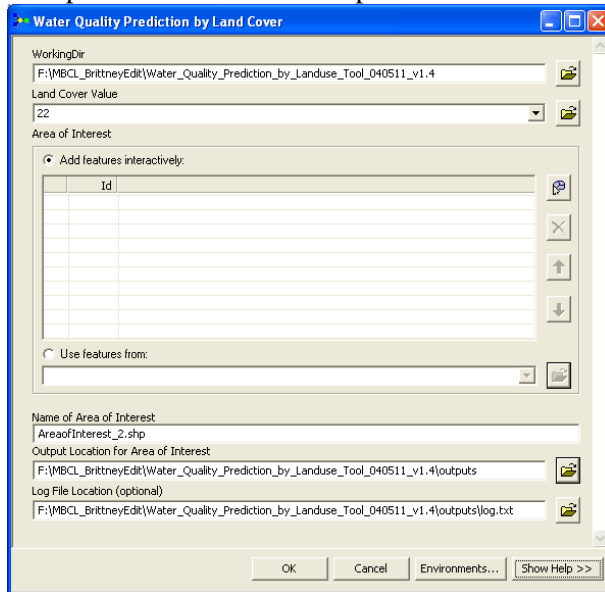 Water Quality Prediction by Land Cover
WorkingDir
F:\MBCL_BrittneyEdit\Water_Quality_Prediction_by_Landuse_Tool_040511_v1.4
Land Cover Value
22
Area of Interest
Add features interactively:
Id
Use features from:
Name of Area of Interest
AreaofInterest_2.shp
Output Location for Area of Interest
F:\MBCL_BrittneyEdit\Water_Quality_Prediction_by_Landuse_Tool_040511_v1.4\outputs
Log File Location (optional)
F:\MBCL_BrittneyEdit\Water_Quality_Prediction_by_Landuse_Tool_040511_v1.4\outputs\log.txt
OK Cancel Environments... Show Help >>